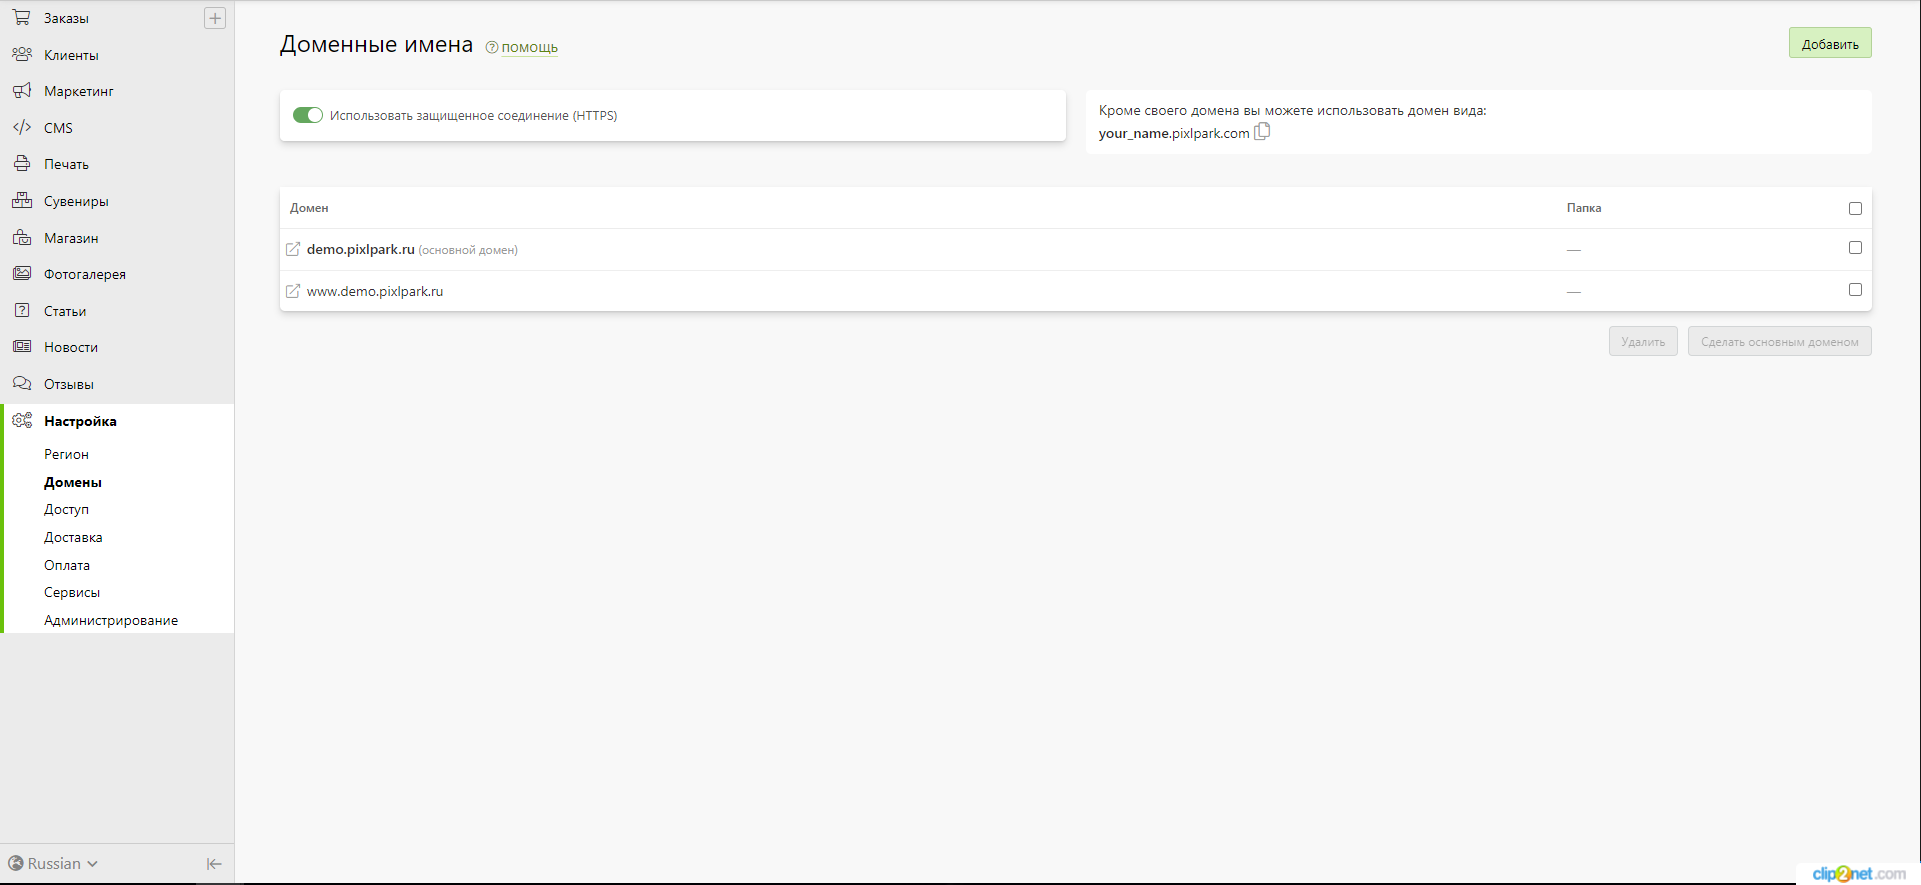 Заказы
Клиенты
Маркетинг
CMS
Печать
Сувениры
Магазин
Фотогалерея
Статьи
Новости
Отзывы
Настройка
Регион
Домены
Доступ
Доставка
Оплата
Сервисы
Администрирование
Russian
Доменные имена помощь
Добавить
Использовать защищенное соединение (HTTPS)
Кроме своего домена вы можете использовать домен вида:
your_name.pixlpark.com
Домен Папка
demo.pixlpark.ru (основной домен) —
www.demo.pixlpark.ru —
Удалить Сделать основным доменом
clip2net.com